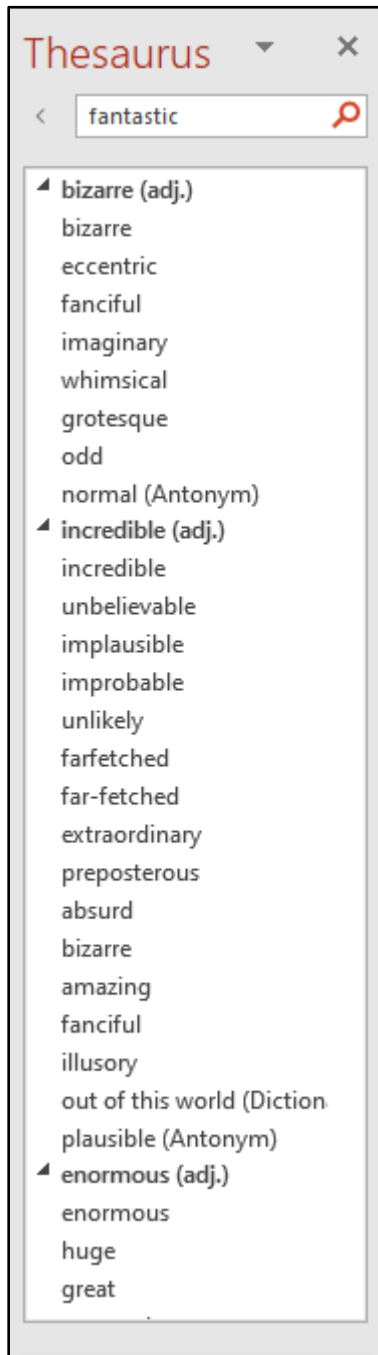 Thesaurus
fantastic
bizarre (adj.)
bizarre
eccentric
fanciful
imaginary
whimsical
grotesque
odd
normal (Antonym)
incredible (adj.)
incredible
unbelievable
implausible
improbable
unlikely
farfetched
far-fetched
extraordinary
preposterous
absurd
bizarre
amazing
fanciful
illusory
out of this world (Diction
plausible (Antonym)
enormous (adj.)
enormous
huge
great